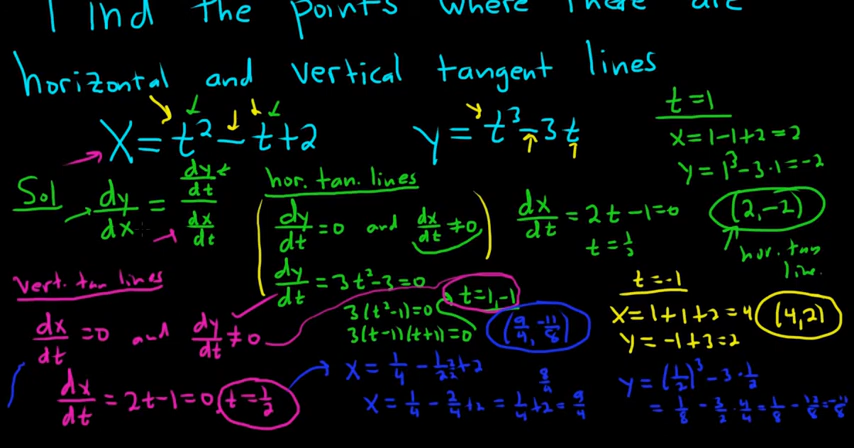 Find the points where there are
horizontal and vertical tangent lines
x = t² - t + 2
y = t³ - 3t
t = 1
x = 1 - 1 + 2 = 2
y = 1³ - 3·1 = -2
(2, -2)
hor. tan line.
Sol
dy/dx = (dy/dt)/(dx/dt)
hor. tan lines
dy/dt = 0 and dx/dt ≠ 0
dy/dt = 3t² - 3 = 0
3(t² - 1) = 0
3(t - 1)(t + 1) = 0
t = 1, -1
dx/dt = 2t - 1 = 0
t = 1/2
t = -1
x = 1 + 1 + 2 = 4
y = -1 + 3 = 2
(4, 2)
vert. tan lines
dx/dt = 0 and dy/dt ≠ 0
dx/dt = 2t - 1 = 0, t = 1/2
(9/4, -11/8)
x = 1/4 - 1/2 2/2 + 2
8/4
x = 1/4 - 2/4 + 2 = -1/4 + 2 = 9/4
y = (1/2)³ - 3·1/2
= 1/8 - 3/2 · 4/4 = 1/8 - 12/8 = -11/8